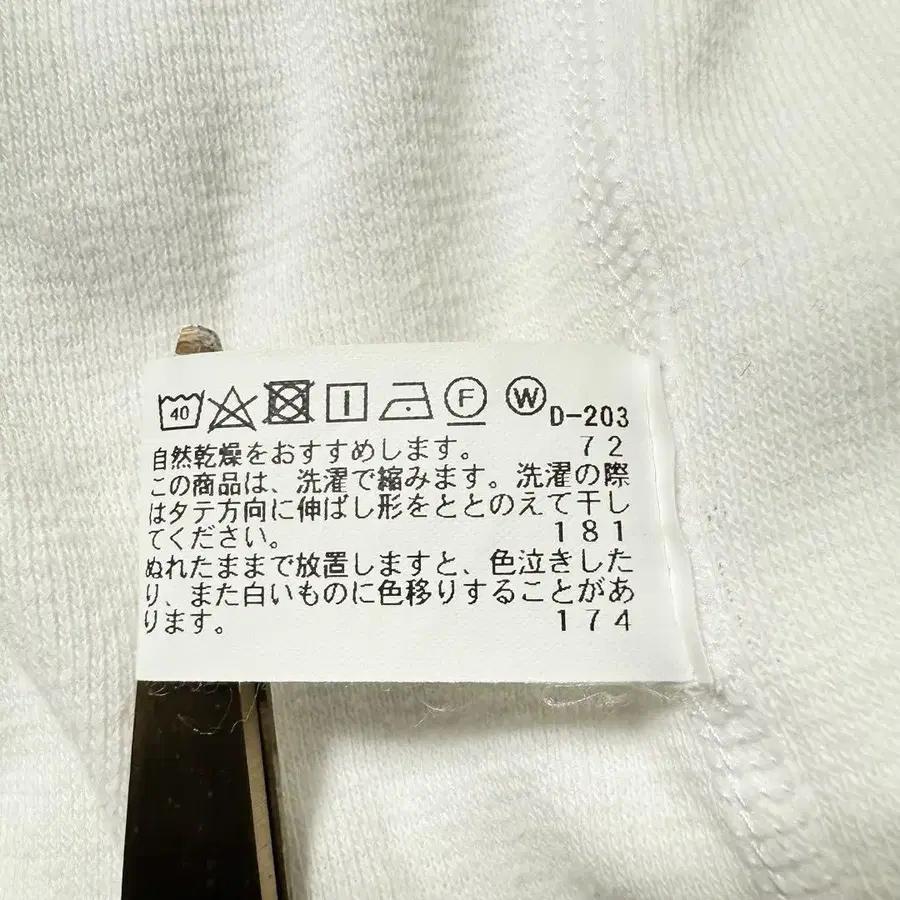 40 F W D-203
自然乾燥をおすすめします。 72
この商品は、洗濯で縮みます。洗濯の際
はタテ方向に伸ばし形をととのえて干し
てください。 181
ぬれたままで放置しますと、色泣きした
り、また白いものに色移りすることがあ
ります。 174